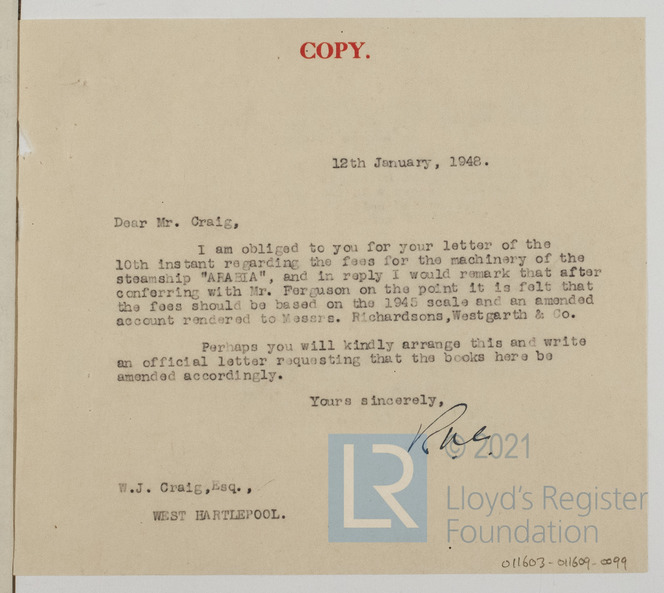 COPY.
12th January, 1948.
Dear Mr. Craig,
I am obliged to you for your letter of the
10th instant regarding the fees for the machinery of the
steamship "ARABIA", and in reply I would remark that after
conferring with Mr. Ferguson on the point it is felt that
the fees should be based on the 1945 scale and an amended
account rendered to Messrs. Richardsons,Westgarth & Co.
Perhaps you will kindly arrange this and write
an official letter requesting that the books here be
amended accordingly.
Yours sincerely,
© 2021
LR
Lloyd's Register
Foundation
W.J. Craig,Esq.,
WEST HARTLEPOOL.
011603-011609-0099